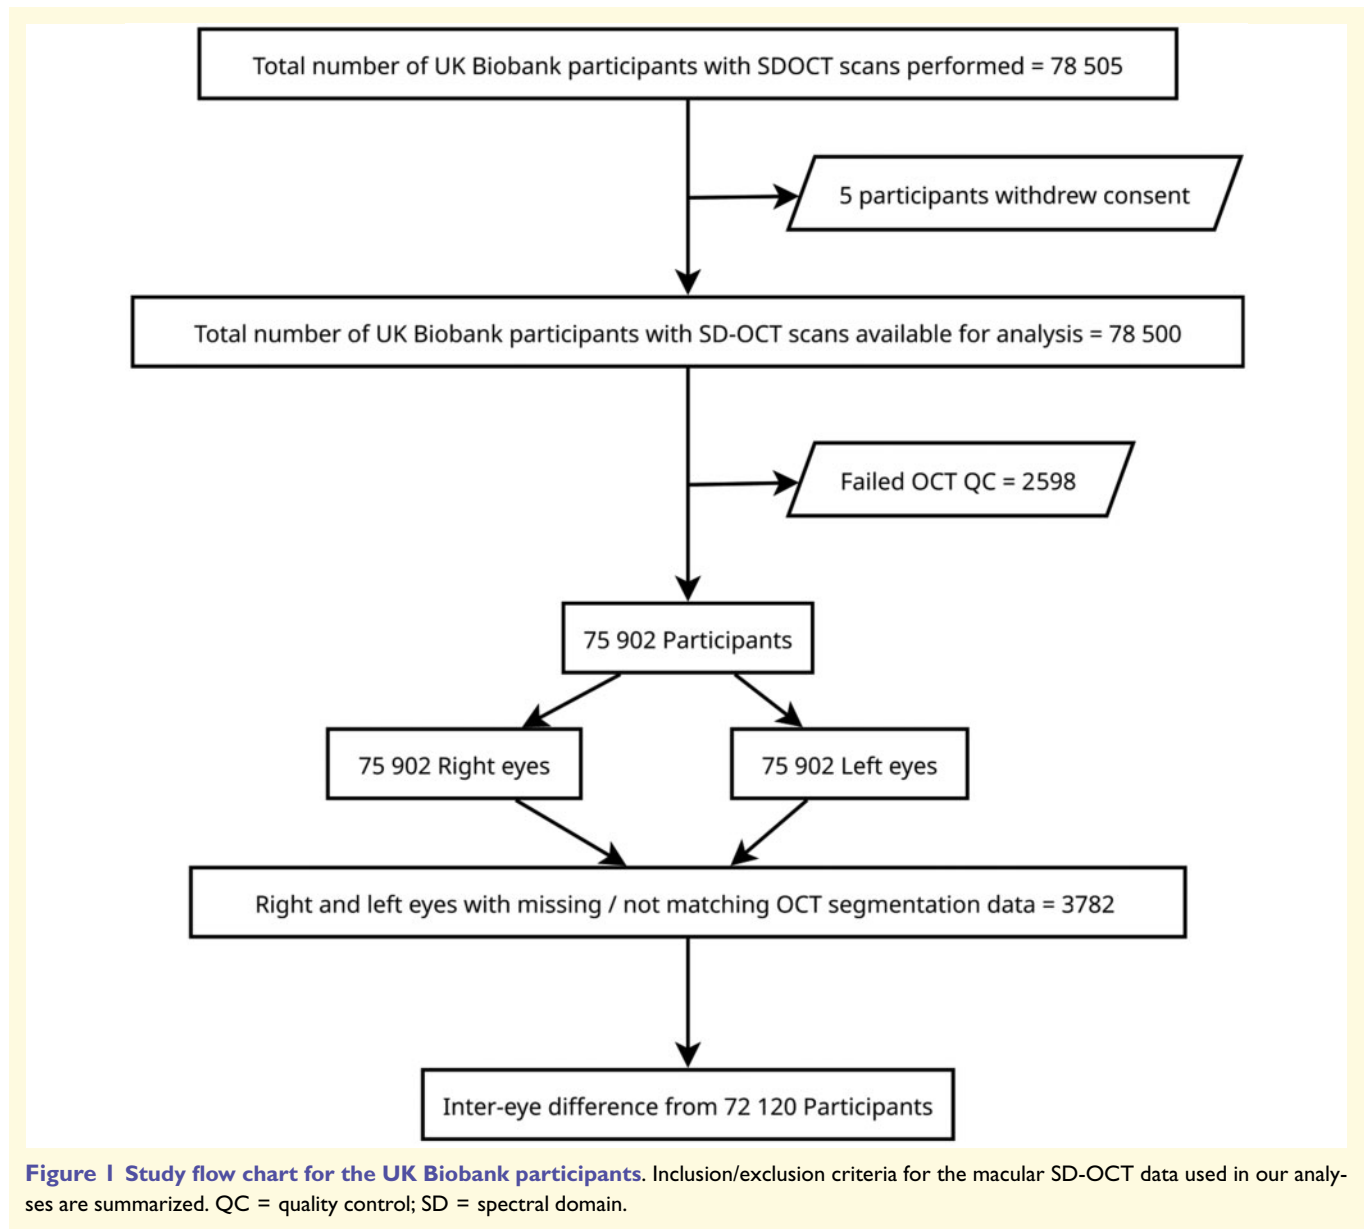 Total number of UK Biobank participants with SDOCT scans performed = 78 505
5 participants withdrew consent
Total number of UK Biobank participants with SD-OCT scans available for analysis = 78 500
Failed OCT QC = 2598
75 902 Participants
75 902 Right eyes
75 902 Left eyes
Right and left eyes with missing / not matching OCT segmentation data = 3782
Inter-eye difference from 72 120 Participants
Figure 1 Study flow chart for the UK Biobank participants. Inclusion/exclusion criteria for the macular SD-OCT data used in our analy-
ses are summarized. QC = quality control; SD = spectral domain.